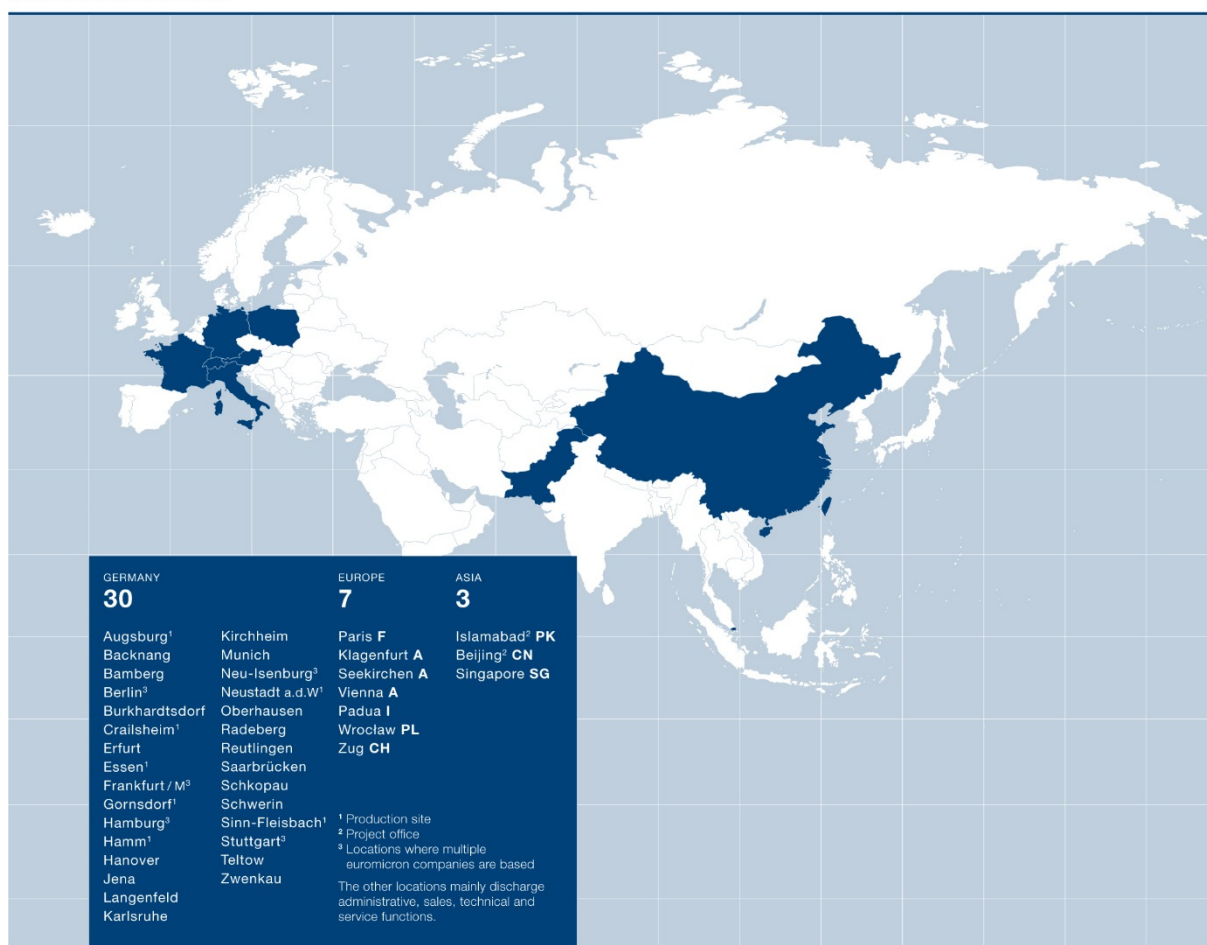 GERMANY
30
Augsburg¹
Backnang
Bamberg
Berlin³
Burkhardtsdorf
Crailsheim¹
Erfurt
Essen¹
Frankfurt / M³
Gornsdorf¹
Hamburg³
Hamm¹
Hanover
Jena
Langenfeld
Karlsruhe
Kirchheim
Munich
Neu-Isenburg³
Neustadt a.d.W¹
Oberhausen
Radeberg
Reutlingen
Saarbrücken
Schkopau
Schwerin
Sinn-Fleisbach¹
Stuttgart³
Teltow
Zwenkau
EUROPE
7
Paris F
Klagenfurt A
Seekirchen A
Vienna A
Padua I
Wrocław PL
Zug CH
ASIA
3
Islamabad² PK
Beijing² CN
Singapore SG
¹ Production site
² Project office
³ Locations where multiple
euromicron companies are based
The other locations mainly discharge
administrative, sales, technical and
service functions.